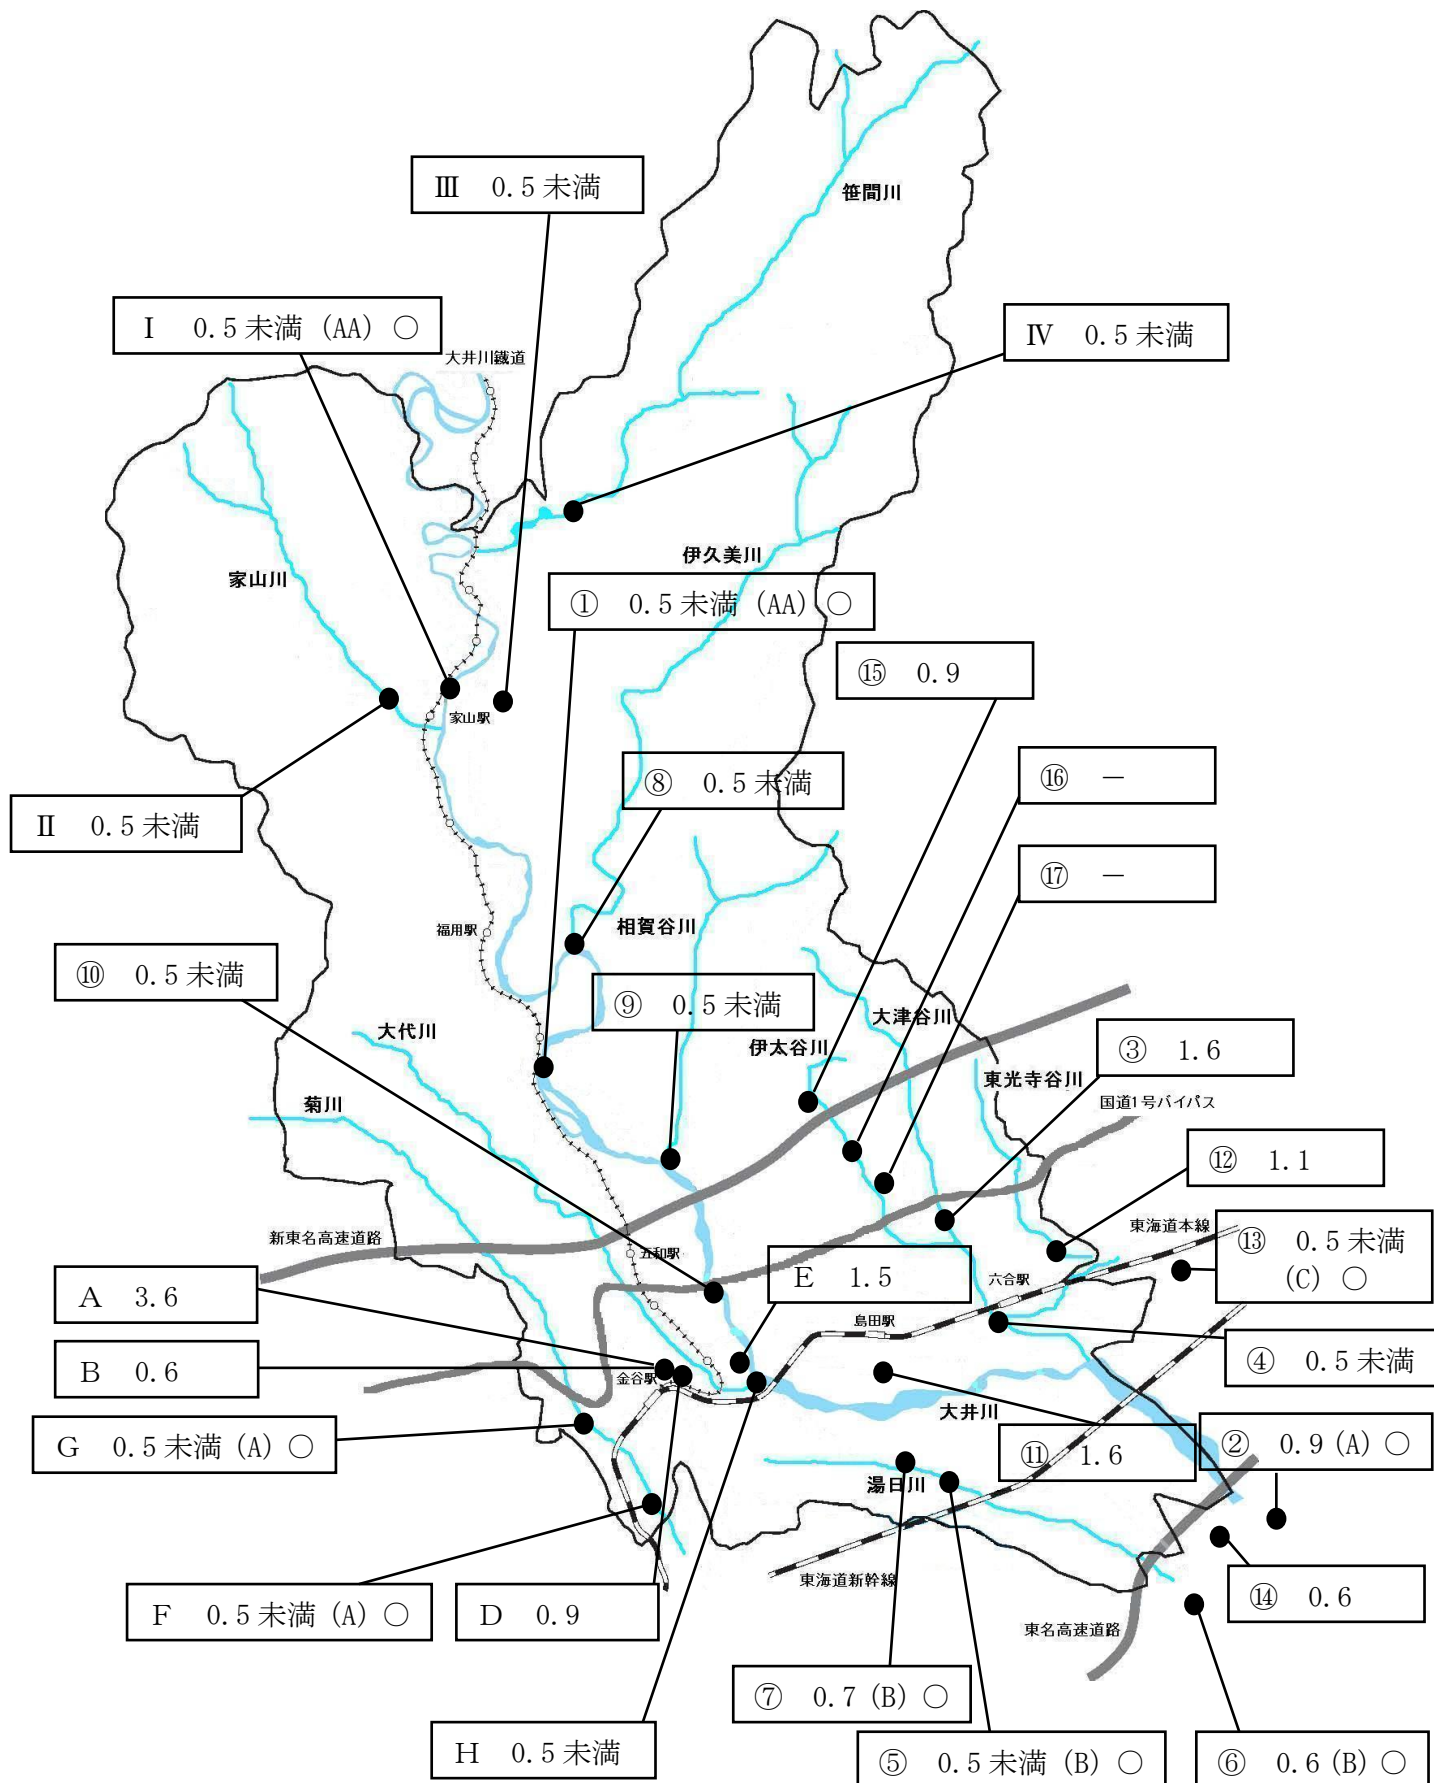 笹間川
Ⅲ 0.5未満
Ⅰ 0.5未満 (AA) ○
Ⅳ 0.5未満
大井川鐵道
伊久美川
家山川
① 0.5未満 (AA) ○
⑮ 0.9
家山駅
⑯ －
⑧ 0.5未満
Ⅱ 0.5未満
⑰ －
相賀谷川
福用駅
⑩ 0.5未満
⑨ 0.5未満
大津谷川
大代川
伊太谷川
③ 1.6
東光寺谷川
菊川
国道1号バイパス
⑫ 1.1
新東名高速道路
東海道本線
⑬ 0.5未満
(C) ○
五和駅
A 3.6
E 1.5
六合駅
島田駅
B 0.6
金谷駅
④ 0.5未満
大井川
G 0.5未満 (A) ○
⑪ 1.6
② 0.9 (A) ○
湯日川
東海道新幹線
F 0.5未満 (A) ○
D 0.9
⑭ 0.6
東名高速道路
⑦ 0.7 (B) ○
H 0.5未満
⑤ 0.5未満 (B) ○
⑥ 0.6 (B) ○